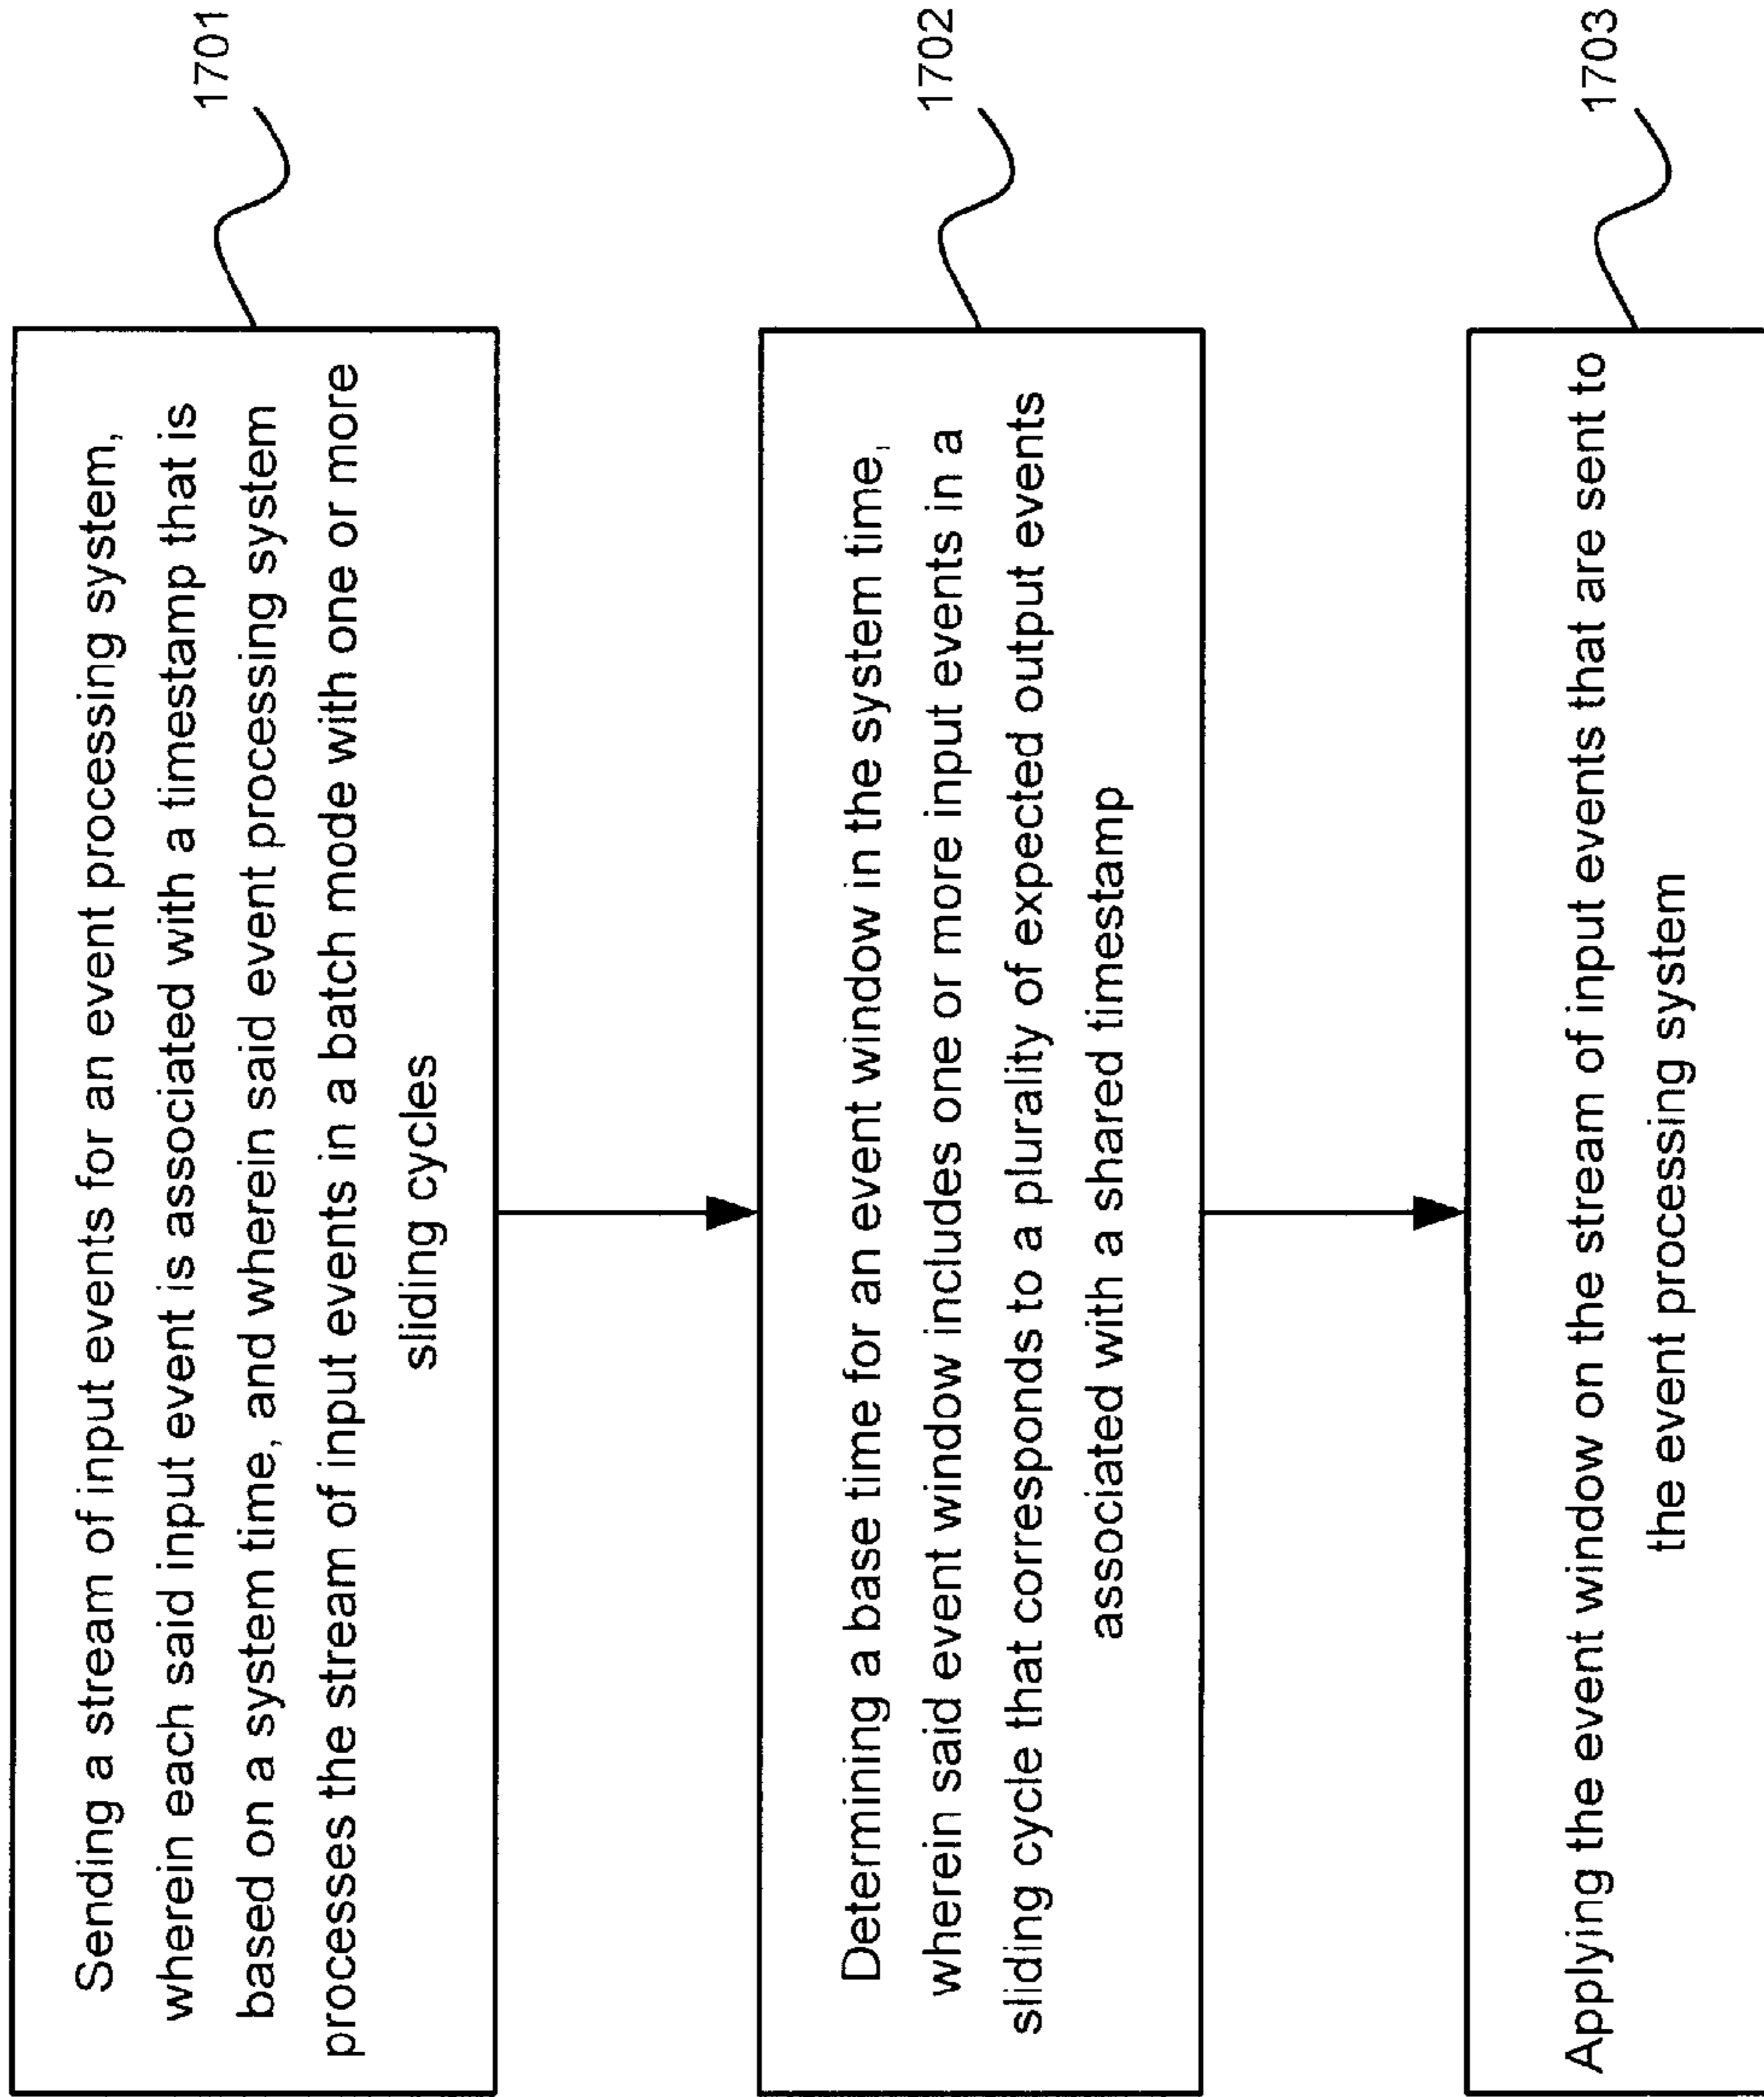 Sending a stream of input events for an event processing system,
wherein each said input event is associated with a timestamp that is
based on a system time, and wherein said event processing system
processes the stream of input events in a batch mode with one or more
sliding cycles
1701
Determining a base time for an event window in the system time,
wherein said event window includes one or more input events in a
sliding cycle that corresponds to a plurality of expected output events
associated with a shared timestamp
1702
Applying the event window on the stream of input events that are sent to
the event processing system
1703